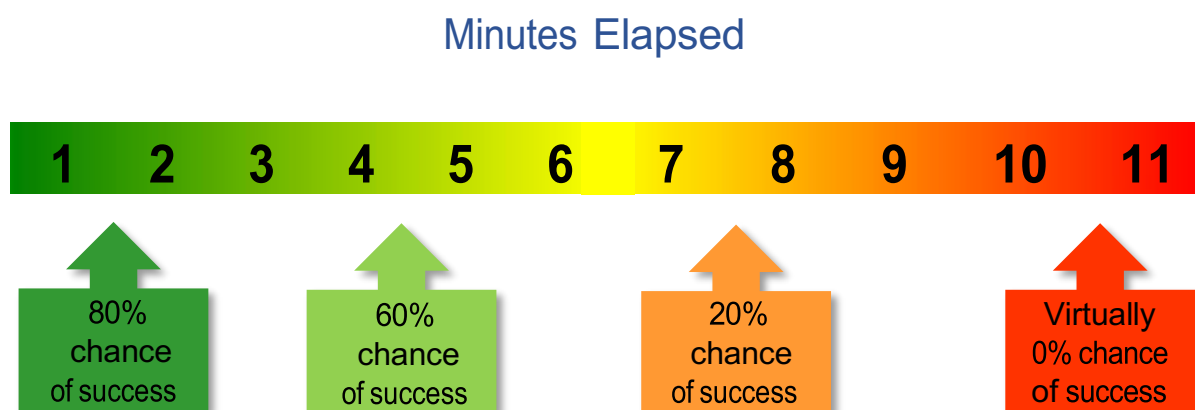 Minutes Elapsed
1 2 3 4 5 6 7 8 9 10 11
80%
chance
of success
60%
chance
of success
20%
chance
of success
Virtually
0% chance
of success